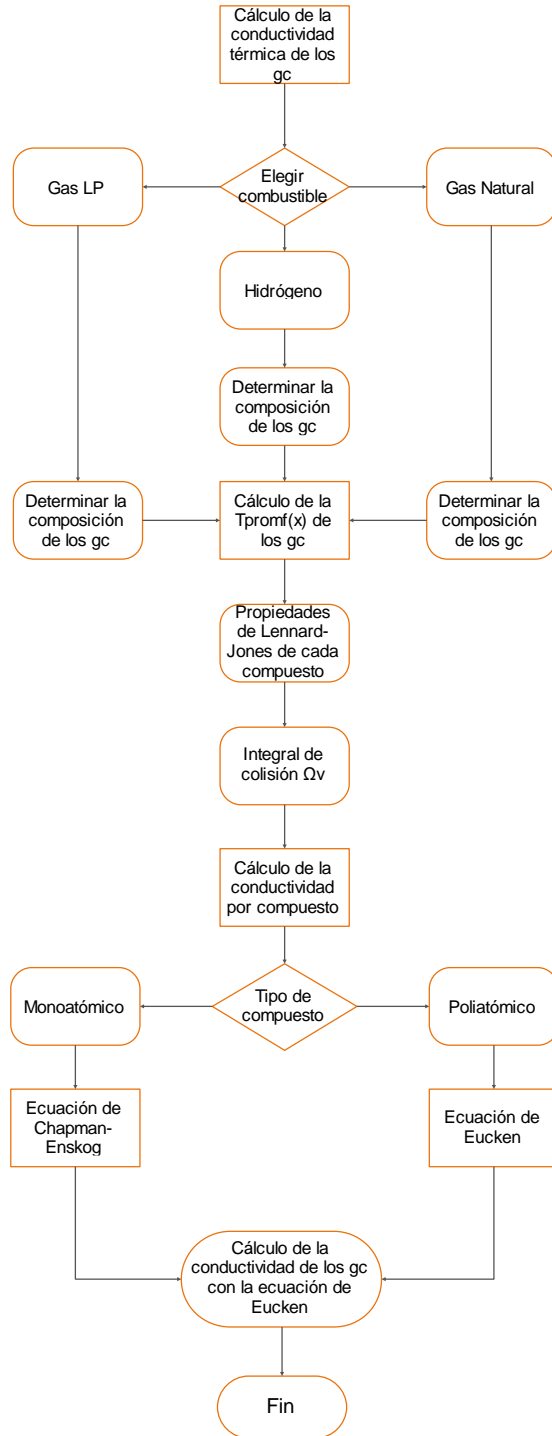 Cálculo de la
conductividad
térmica de los
gc
Elegir
combustible
Gas LP
Gas Natural
Hidrógeno
Determinar la
composición
de los gc
Determinar la
composición
de los gc
Cálculo de la
Tpromf(x) de
los gc
Determinar la
composición
de los gc
Propiedades
de Lennard-
Jones de cada
compuesto
Integral de
colisión Ωv
Cálculo de la
conductividad
por compuesto
Tipo de
compuesto
Monoatómico
Poliatómico
Ecuación de
Chapman-
Enskog
Ecuación de
Eucken
Cálculo de la
conductividad de los gc
con la ecuación de
Eucken
Fin